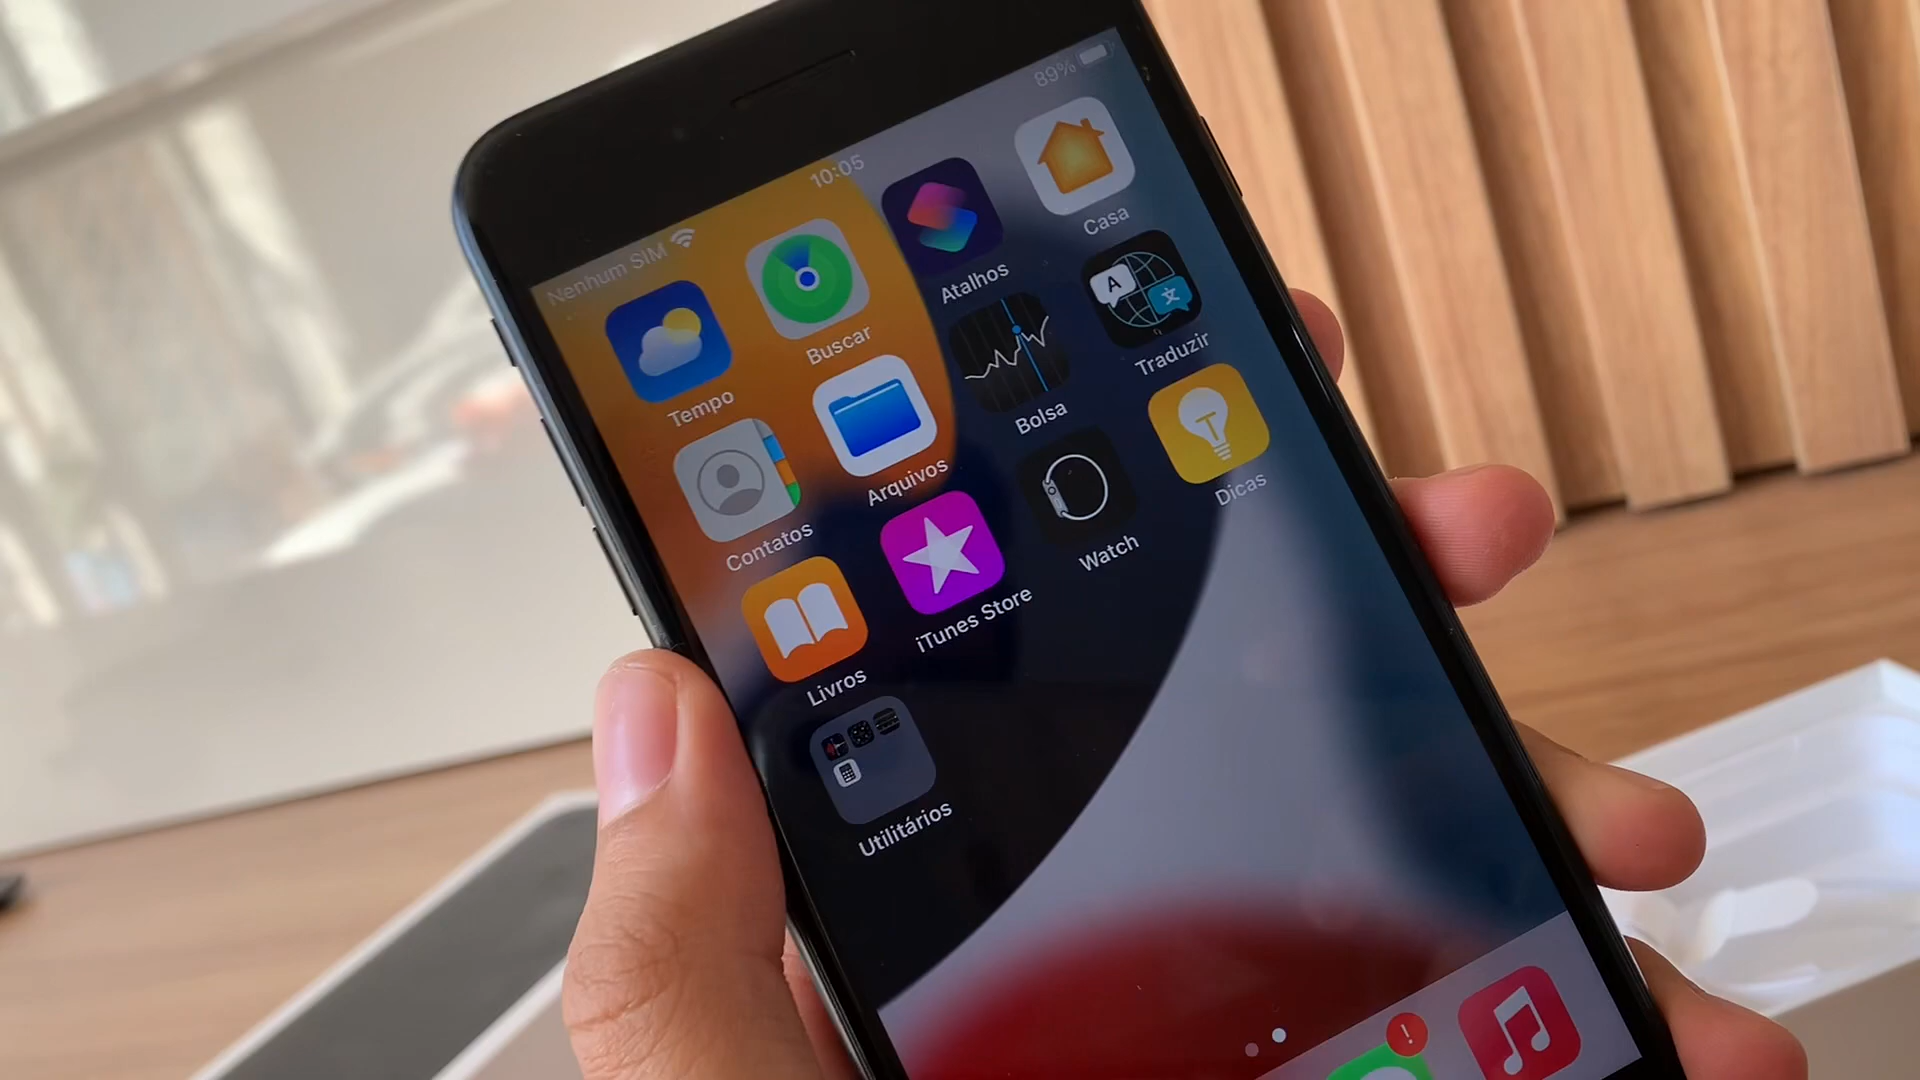 Nenhum SIM
10:05
89%
Tempo
Buscar
Atalhos
Casa
Contatos
Arquivos
Bolsa
Traduzir
Livros
iTunes Store
Watch
Dicas
Utilitários
A
文
!